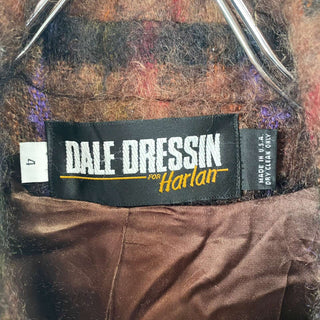 4
DALE DRESSIN
FOR Harlan
MADE IN U.S.A.
DRY CLEAN ONLY